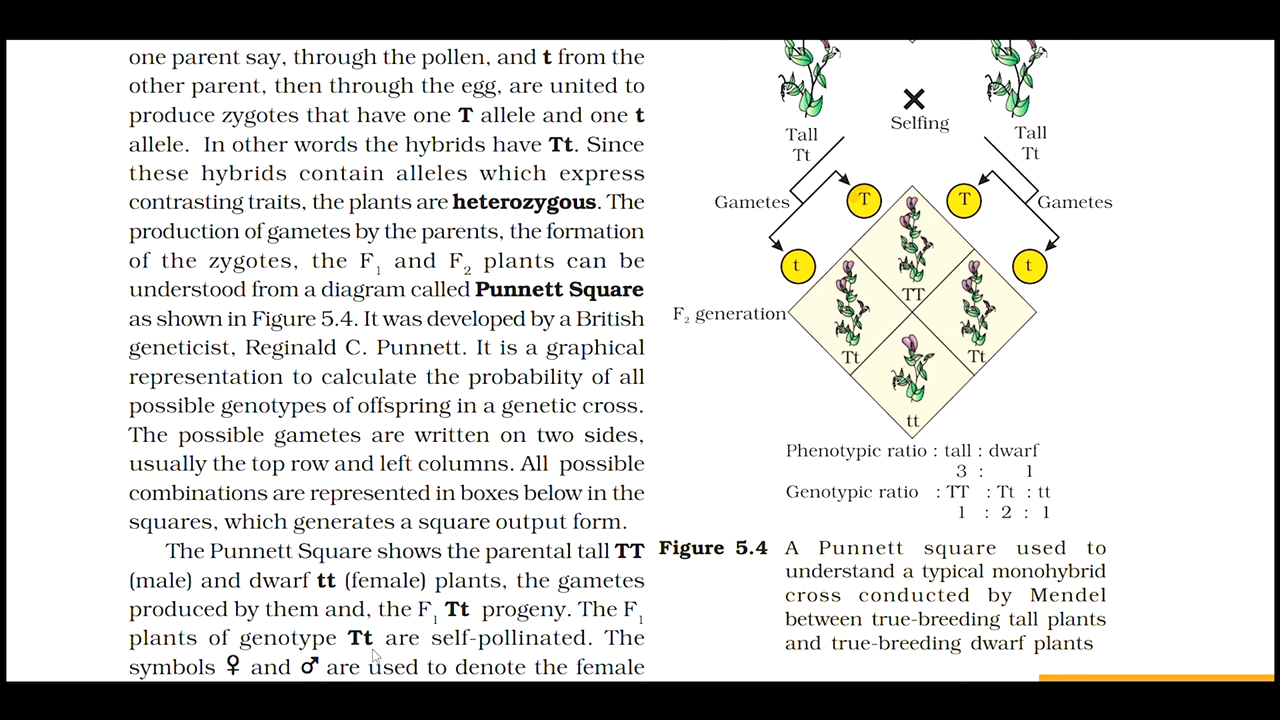 one parent say, through the pollen, and t from the
other parent, then through the egg, are united to
produce zygotes that have one T allele and one t
allele. In other words the hybrids have Tt. Since
these hybrids contain alleles which express
contrasting traits, the plants are heterozygous. The
production of gametes by the parents, the formation
of the zygotes, the F₁ and F₂ plants can be
understood from a diagram called Punnett Square
as shown in Figure 5.4. It was developed by a British
geneticist, Reginald C. Punnett. It is a graphical
representation to calculate the probability of all
possible genotypes of offspring in a genetic cross.
The possible gametes are written on two sides,
usually the top row and left columns. All possible
combinations are represented in boxes below in the
squares, which generates a square output form.
The Punnett Square shows the parental tall TT
(male) and dwarf tt (female) plants, the gametes
produced by them and, the F₁ Tt progeny. The F₁
plants of genotype Tt are self-pollinated. The
symbols ♀ and ♂ are used to denote the female
Selfing
Tall
Tt
Tall
Tt
Gametes
T
T
Gametes
t
t
TT
F₂ generation
Tt
Tt
tt
Phenotypic ratio : tall : dwarf
3 : 1
Genotypic ratio : TT : Tt : tt
1 : 2 : 1
Figure 5.4 A Punnett square used to
understand a typical monohybrid
cross conducted by Mendel
between true-breeding tall plants
and true-breeding dwarf plants